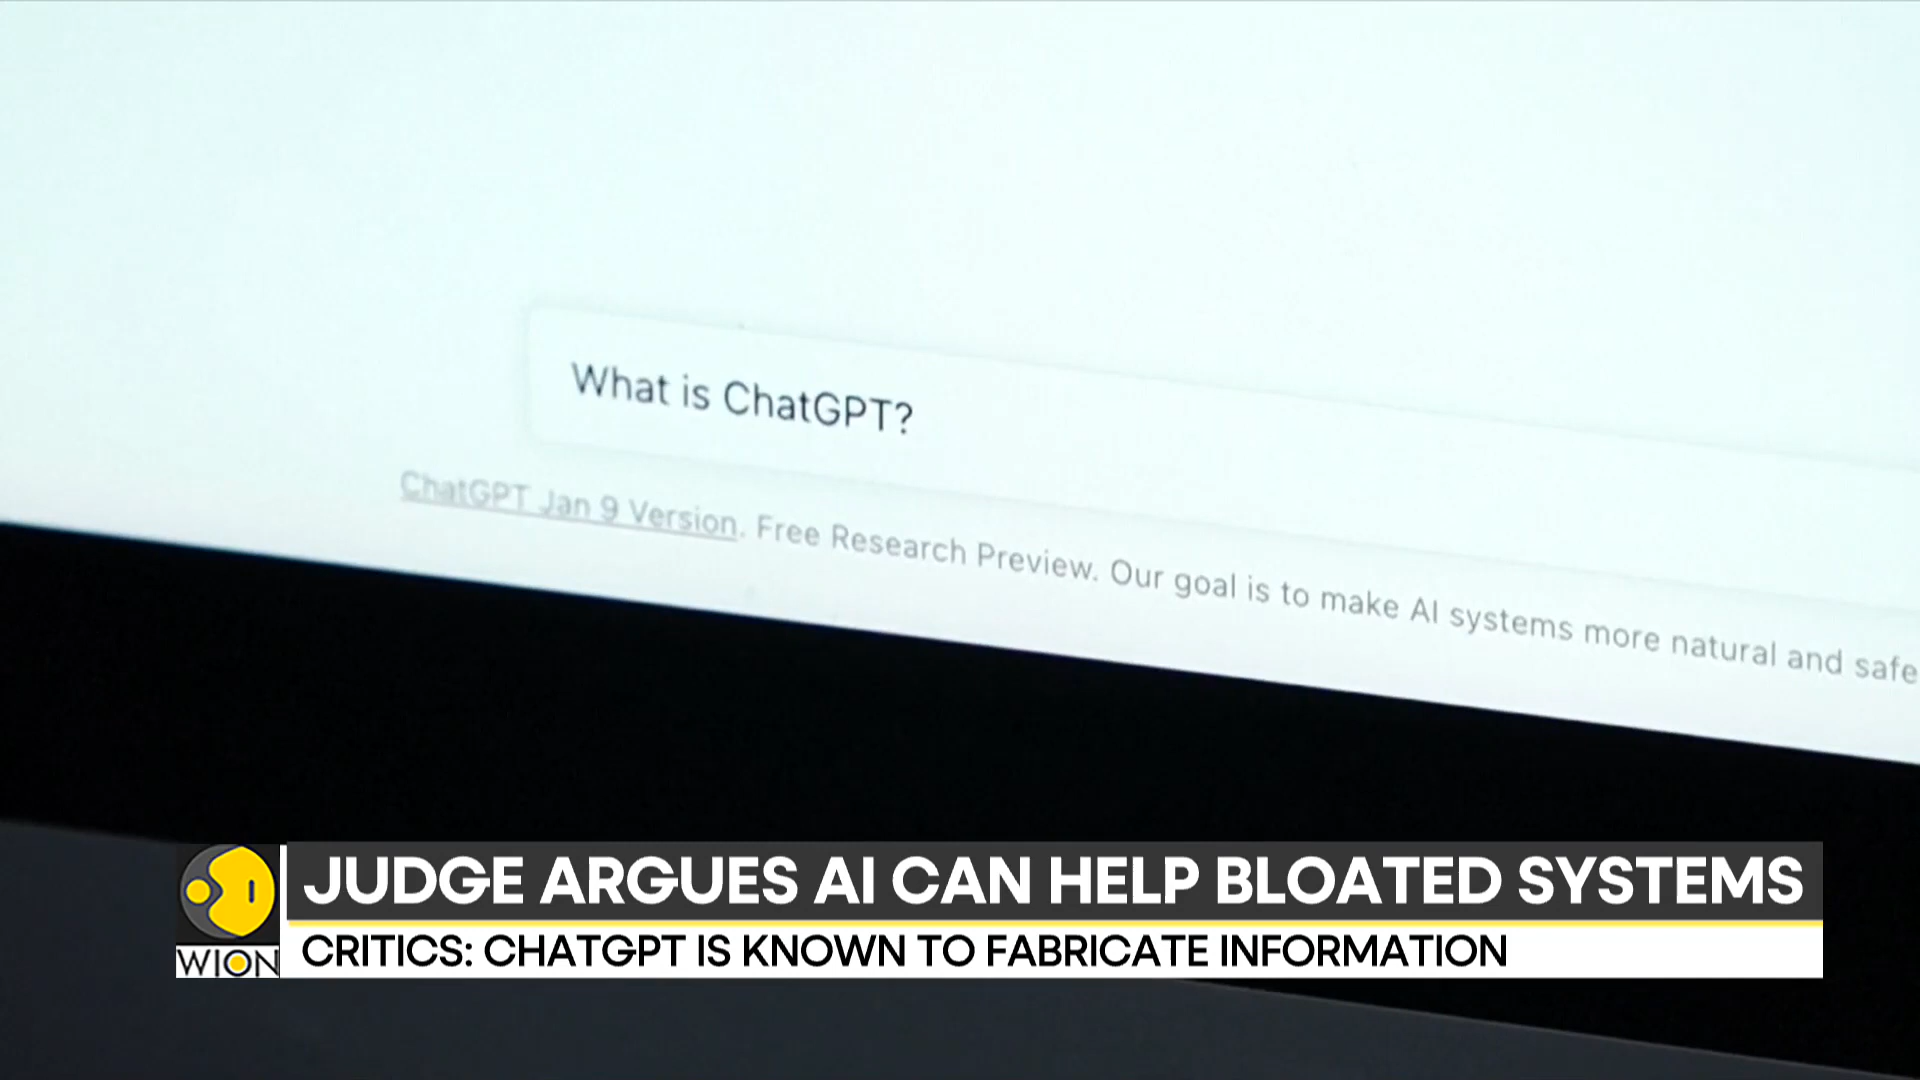 What is ChatGPT?
ChatGPT Jan 9 Version. Free Research Preview. Our goal is to make AI systems more natural and safe
JUDGE ARGUES AI CAN HELP BLOATED SYSTEMS
CRITICS: CHATGPT IS KNOWN TO FABRICATE INFORMATION
WION